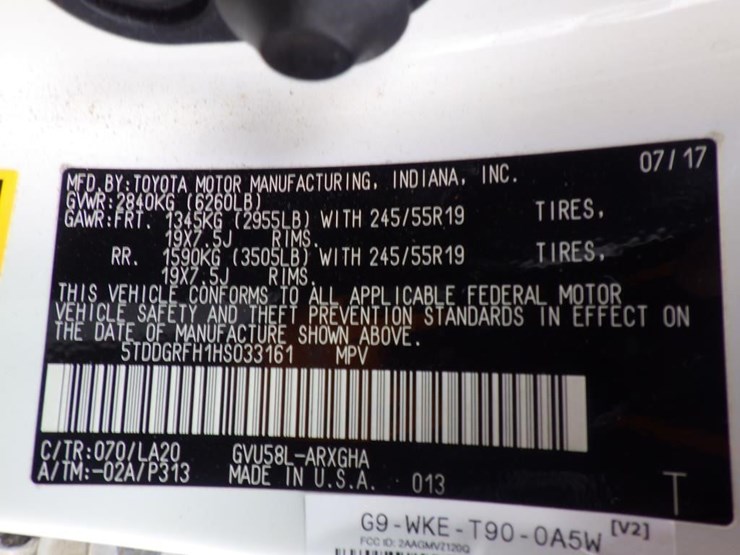 07/17
MFD.BY:TOYOTA MOTOR MANUFACTURING, INDIANA, INC.
GVWR:2840KG (6260LB)
GAWR:FRT. 1345KG (2955LB) WITH 245/55R19 TIRES,
19X7.5J RIMS.
RR. 1590KG (3505LB) WITH 245/55R19 TIRES,
19X7.5J RIMS.
THIS VEHICLE CONFORMS TO ALL APPLICABLE FEDERAL MOTOR
VEHICLE SAFETY AND THEFT PREVENTION STANDARDS IN EFFECT ON
THE DATE OF MANUFACTURE SHOWN ABOVE.
5TDDGRFH1HS033161 MPV
C/TR:070/LA20 GVU58L-ARXGHA
A/TM:-02A/P313 MADE IN U.S.A. 013
T
G9-WKE-T90-0A5W [V2]
FCC ID: 2AAGMV2120G